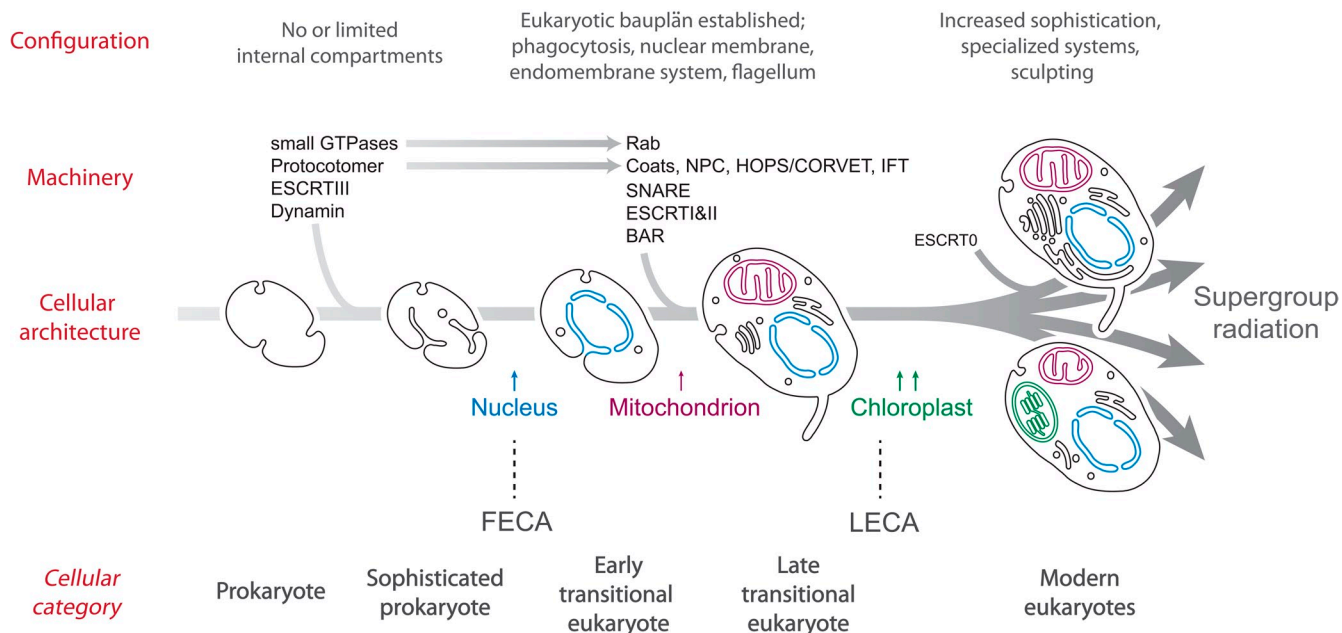 Configuration
No or limited
internal compartments
Eukaryotic bauplän established;
phagocytosis, nuclear membrane,
endomembrane system, flagellum
Increased sophistication,
specialized systems,
sculpting
Machinery
small GTPases
Protocotomer
ESCRTIII
Dynamin
Rab
Coats, NPC, HOPS/CORVET, IFT
SNARE
ESCRTI&II
BAR
ESCRT0
Cellular
architecture
Supergroup
radiation
Nucleus
Mitochondrion
Chloroplast
FECA
LECA
Cellular
category
Prokaryote
Sophisticated
prokaryote
Early
transitional
eukaryote
Late
transitional
eukaryote
Modern
eukaryotes